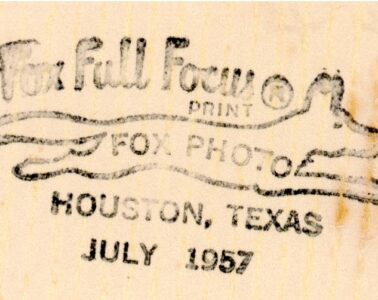 Fox Full Focus ®
PRINT
FOX PHOTO
HOUSTON, TEXAS
JULY 1957